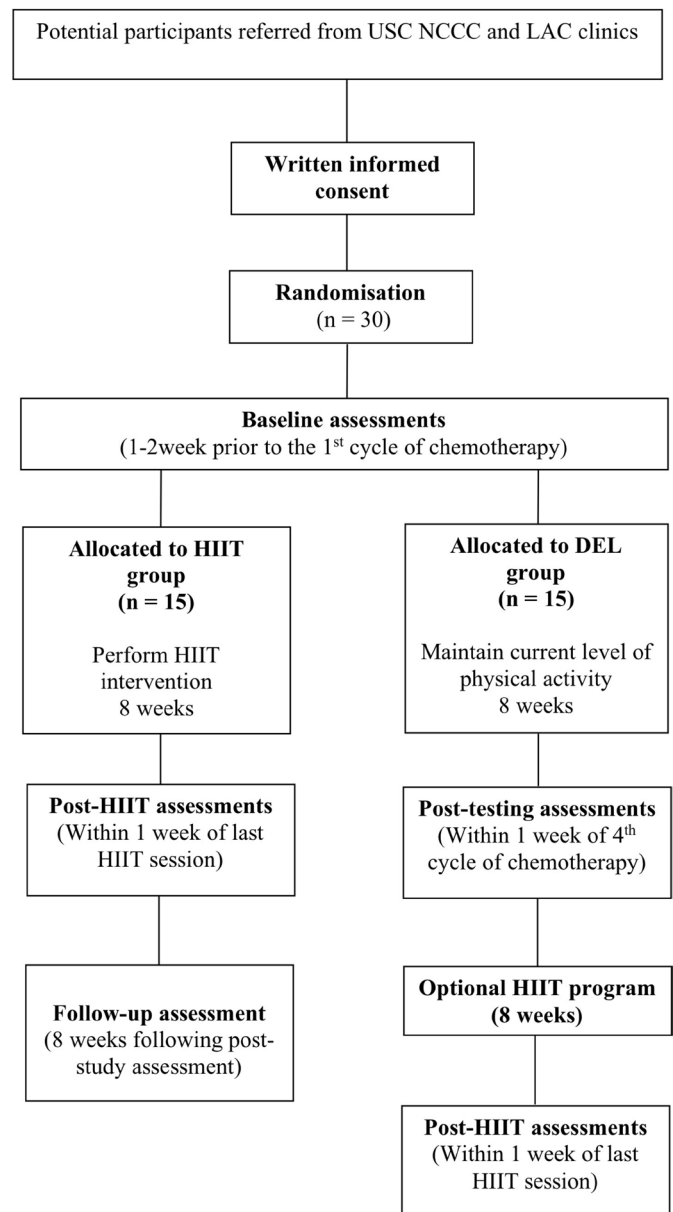 Potential participants referred from USC NCCC and LAC clinics
Written informed
consent
Randomisation
(n = 30)
Baseline assessments
(1-2week prior to the 1st cycle of chemotherapy)
Allocated to HIIT
group
(n = 15)
Perform HIIT
intervention
8 weeks
Allocated to DEL
group
(n = 15)
Maintain current level of
physical activity
8 weeks
Post-HIIT assessments
(Within 1 week of last
HIIT session)
Post-testing assessments
(Within 1 week of 4th
cycle of chemotherapy)
Follow-up assessment
(8 weeks following post-
study assessment)
Optional HIIT program
(8 weeks)
Post-HIIT assessments
(Within 1 week of last
HIIT session)